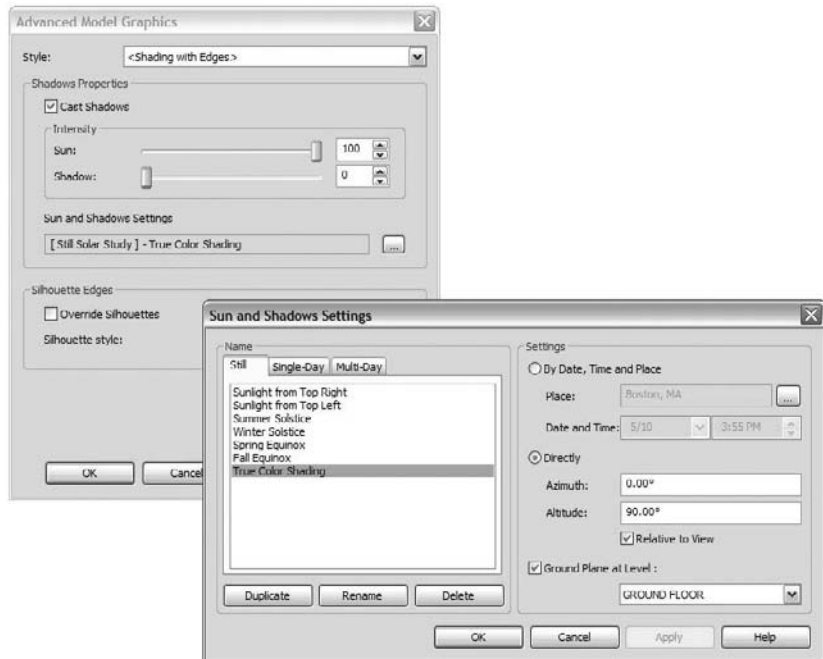 Advanced Model Graphics
Style: <Shading with Edges>
Shadows Properties
Cast Shadows
Intensity
Sun: 100
Shadow: 0
Sun and Shadows Settings
[ Still Solar Study ] - True Color Shading
...
Silhouette Edges
Override Silhouettes
Silhouette style:
OK Cancel
Sun and Shadows Settings
Name
Still Single-Day Multi-Day
Sunlight from Top Right
Sunlight from Top Left
Summer Solstice
Winter Solstice
Spring Equinox
Fall Equinox
True Color Shading
Duplicate Rename Delete
Settings
By Date, Time and Place
Place: Boston, MA ...
Date and Time: 5/10 3:55 PM
Directly
Azimuth: 0.00°
Altitude: 90.00°
Relative to View
Ground Plane at Level :
GROUND FLOOR
OK Cancel Apply Help